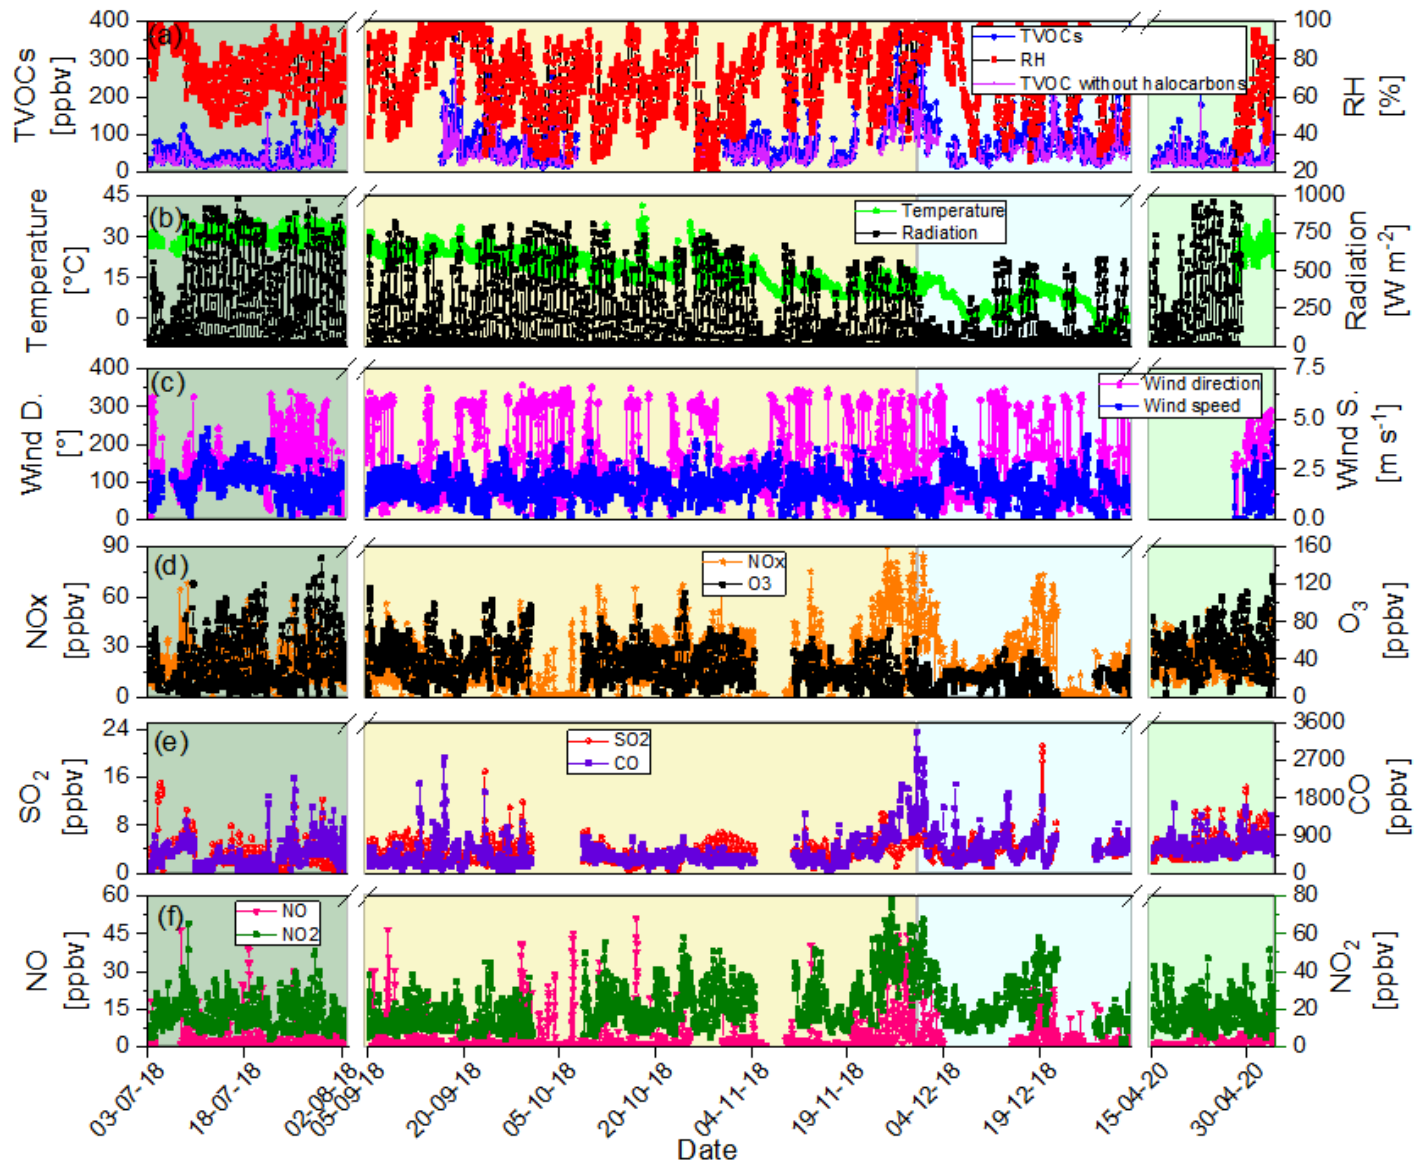 (a)
TVOCs
[ppbv]
400
300
200
100
0
TVOCs
RH
TVOC without halocarbons
100
80
60
40
20
RH
[%]
(b)
Temperature
[°C]
45
30
15
0
Temperature
Radiation
1000
750
500
250
0
Radiation
[W m-2]
(c)
Wind D.
[°]
400
300
200
100
0
Wind direction
Wind speed
7.5
5.0
2.5
0.0
Wind S.
[m s-1]
(d)
NOx
[ppbv]
90
60
30
0
NOx
O3
160
120
80
40
0
O3
[ppbv]
(e)
SO2
[ppbv]
24
16
8
0
SO2
CO
3600
2700
1800
900
0
CO
[ppbv]
(f)
NO
[ppbv]
60
45
30
15
0
NO
NO2
80
60
40
20
0
NO2
[ppbv]
03-07-18
18-07-18
02-08-18
05-09-18
20-09-18
05-10-18
20-10-18
04-11-18
19-11-18
04-12-18
19-12-18
15-04-20
30-04-20
Date